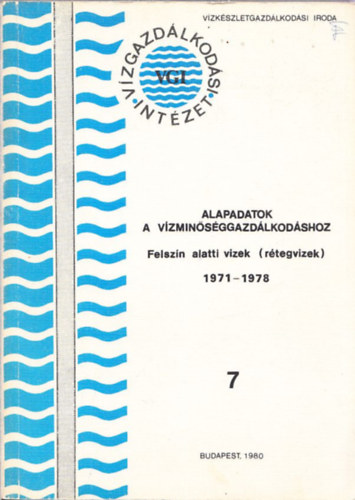 VÍZKÉSZLETGAZDÁLKODÁSI IRODA
VÍZGAZDÁLKODÁSI
VGI
INTÉZET
ALAPADATOK
A VÍZMINŐSÉGGAZDÁLKODÁSHOZ
Felszín alatti vizek (rétegvizek)
1971–1978
7
BUDAPEST, 1980